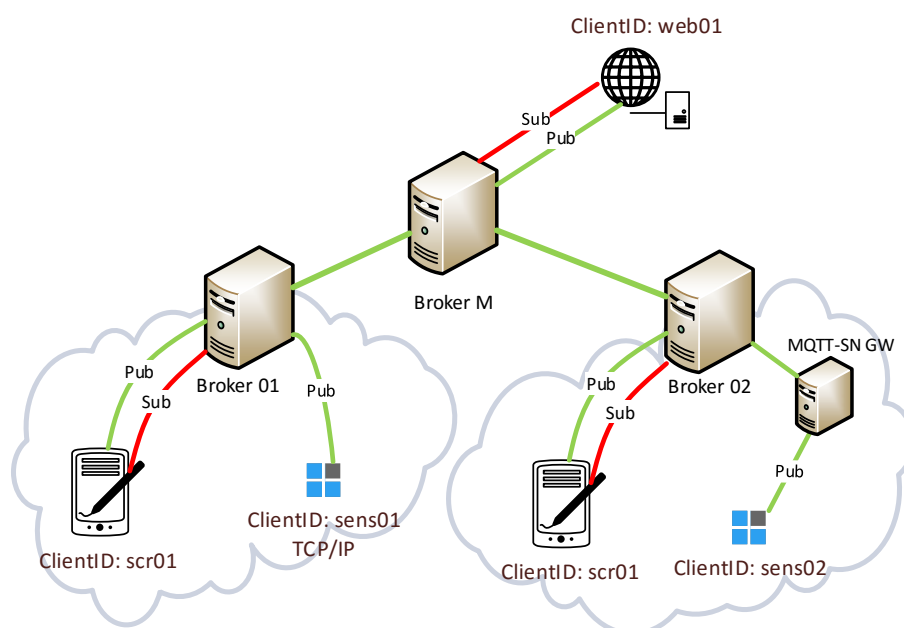 ClientID: web01
Sub
Pub
Broker M
Broker 01
Pub
Sub
Pub
ClientID: scr01
ClientID: sens01
TCP/IP
MQTT-SN GW
Broker 02
Pub
Sub
Pub
ClientID: scr01
ClientID: sens02